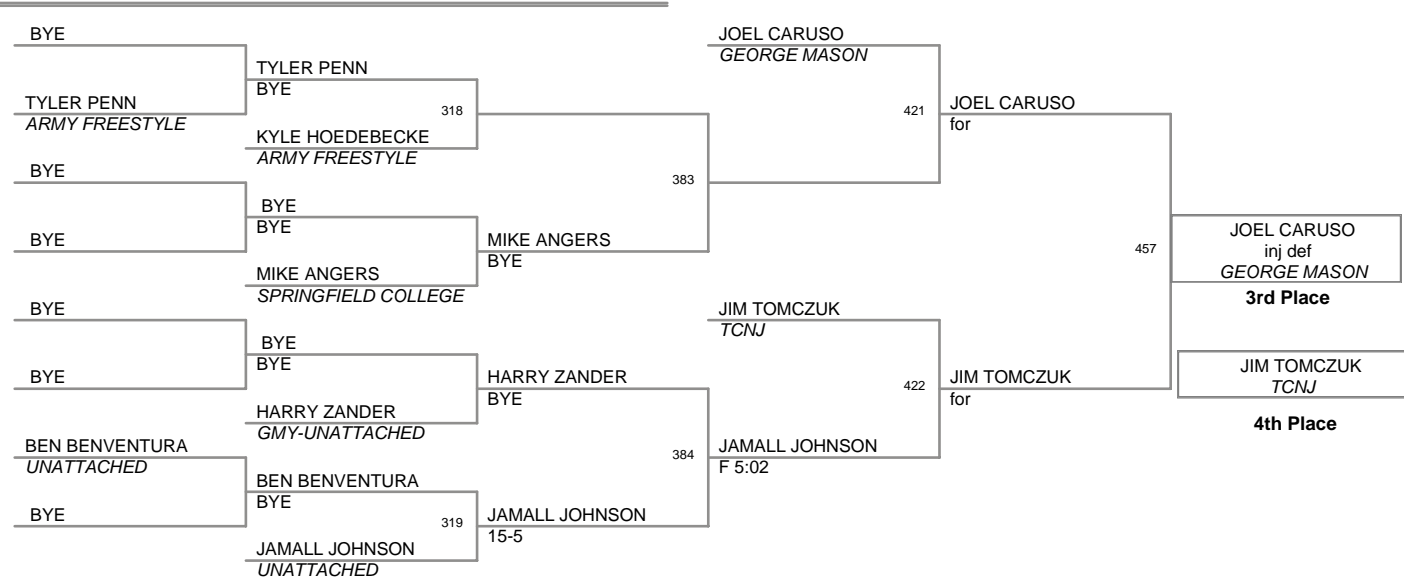 BYE
TYLER PENN
ARMY FREESTYLE
BYE
BYE
BYE
BYE
BEN BENVENTURA
UNATTACHED
BYE
TYLER PENN
BYE
318
KYLE HOEDEBECKE
ARMY FREESTYLE
BYE
BYE
MIKE ANGERS
SPRINGFIELD COLLEGE
BYE
BYE
HARRY ZANDER
GMY-UNATTACHED
BEN BENVENTURA
BYE
319
JAMALL JOHNSON
UNATTACHED
383
MIKE ANGERS
BYE
HARRY ZANDER
BYE
384
JAMALL JOHNSON
15-5
JOEL CARUSO
GEORGE MASON
421
JIM TOMCZUK
TCNJ
422
JAMALL JOHNSON
F 5:02
JOEL CARUSO
for
457
JIM TOMCZUK
for
JOEL CARUSO
inj def
GEORGE MASON
3rd Place
JIM TOMCZUK
TCNJ
4th Place